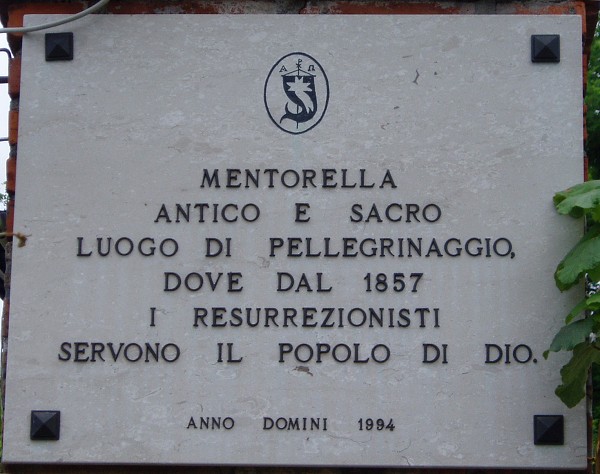 Α Ω
MENTORELLA
ANTICO E SACRO
LUOGO DI PELLEGRINAGGIO,
DOVE DAL 1857
I RESURREZIONISTI
SERVONO IL POPOLO DI DIO.
ANNO DOMINI 1994